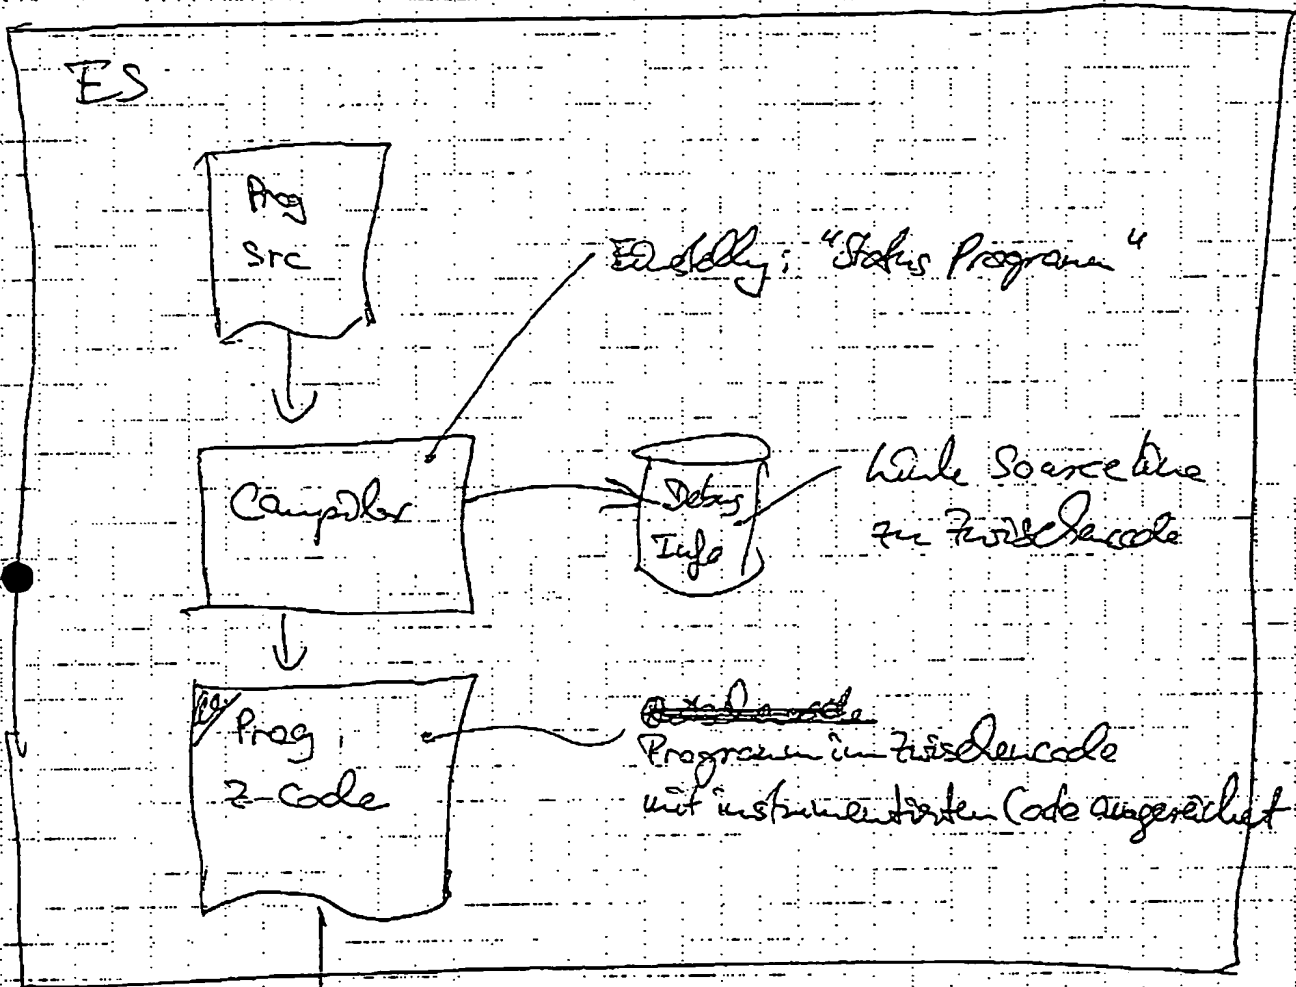 ES
Prog
Src
Einstellg: "Status Programm"
Compiler
Debug
Info
Source line
zu Zwischencode
Prog
Z-Code
Programm im Zwischencode
mit instrumentierten Code angereichert